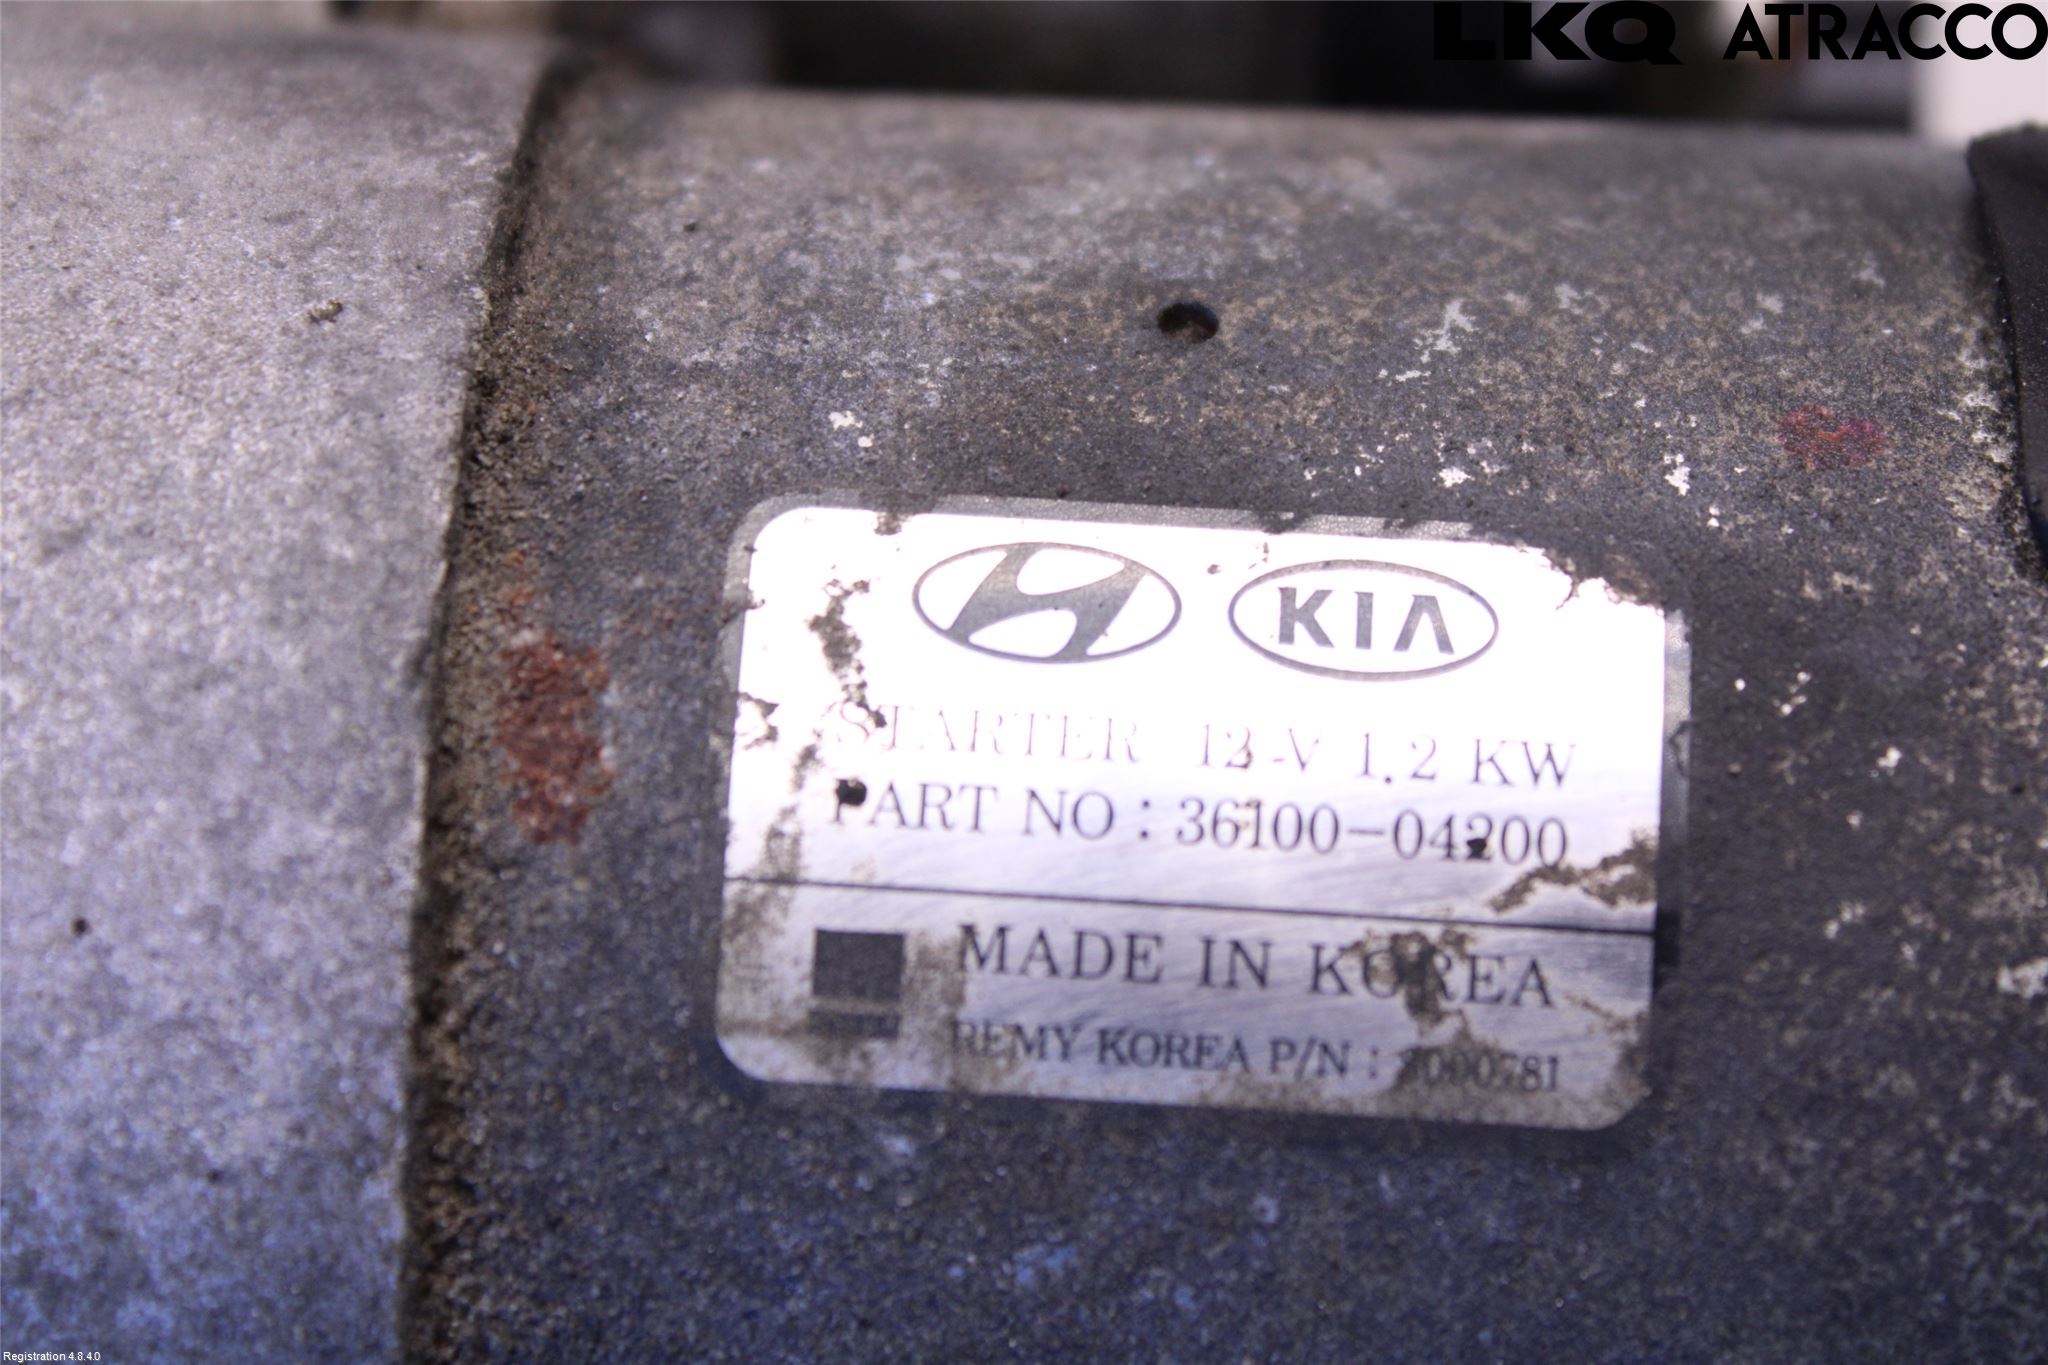 LKQ ATRACCO
KIA
STARTER 12-V 1.2 KW
PART NO : 36100-04200
MADE IN KOREA
REMY KOREA P/N :
Registration 4.8.4.0